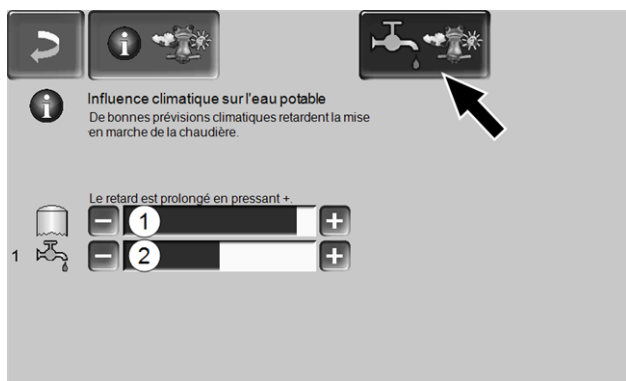 Influence climatique sur l'eau potable
De bonnes prévisions climatiques retardent la mise
en marche de la chaudière.
Le retard est prolongé en pressant +.
1
1 2